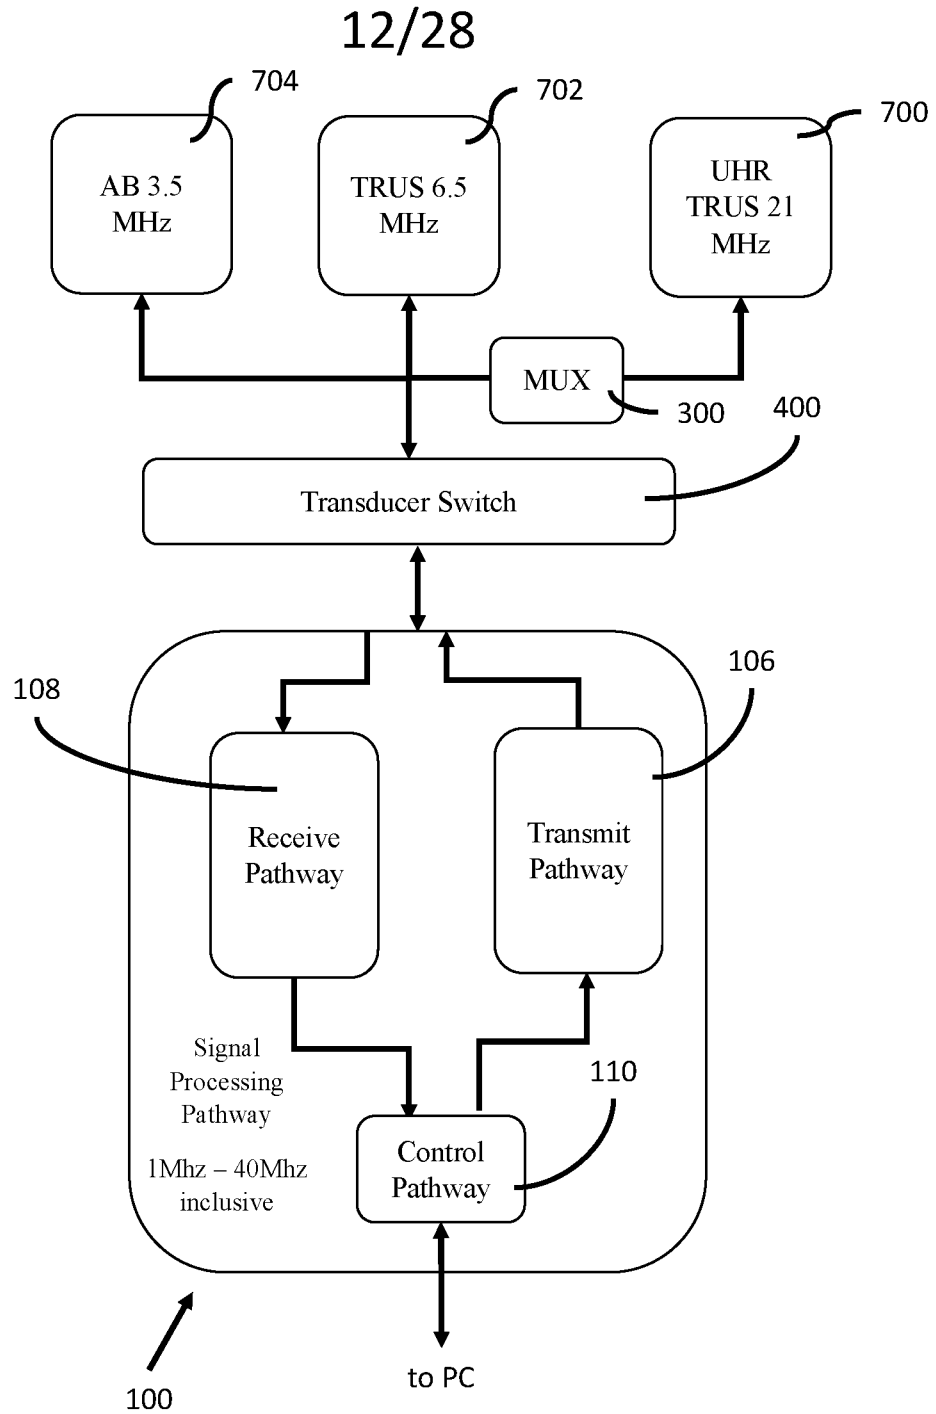 12/28
704
702
700
AB 3.5
MHz
TRUS 6.5
MHz
UHR
TRUS 21
MHz
MUX
300
400
Transducer Switch
108
106
Receive
Pathway
Transmit
Pathway
Signal
Processing
Pathway
1Mhz – 40Mhz
inclusive
110
Control
Pathway
to PC
100